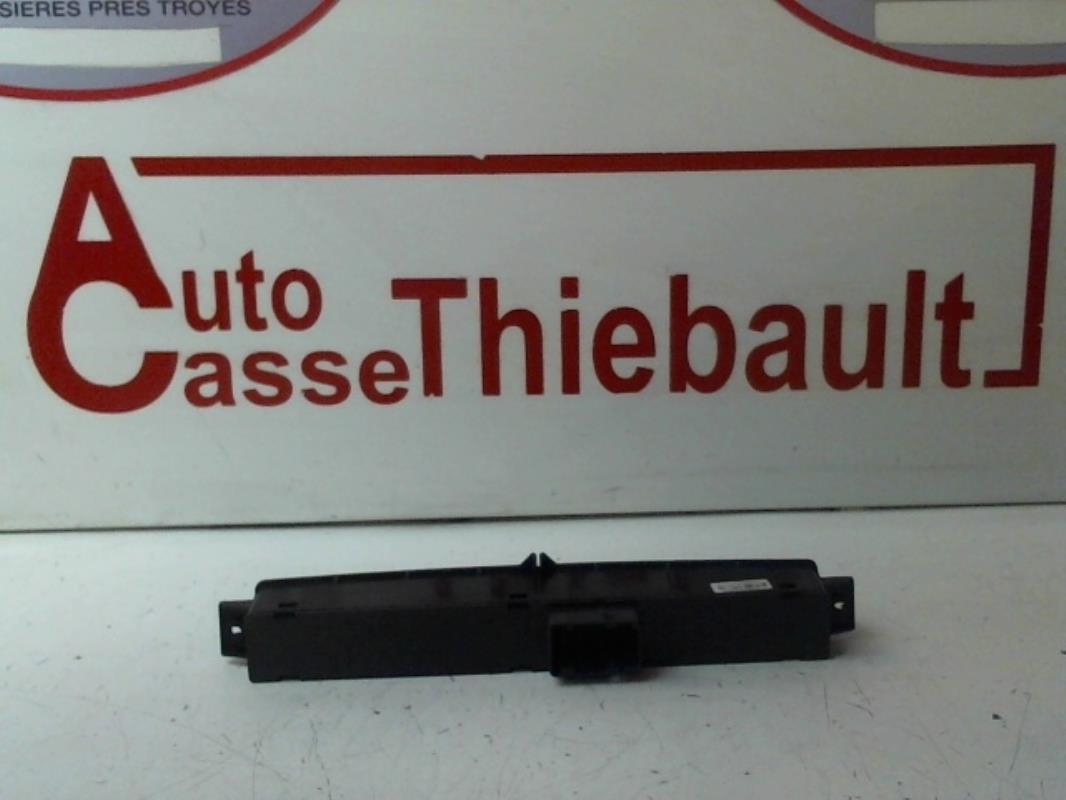 SIERES PRES TROYES
Auto
Casse Thiebault